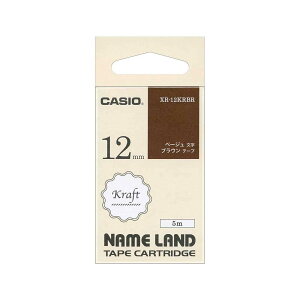 CASIO
XR-12KRBR
12mm
ベージュ 文字
ブラウン テープ
Kraft
5m
NAME LAND
TAPE CARTRIDGE